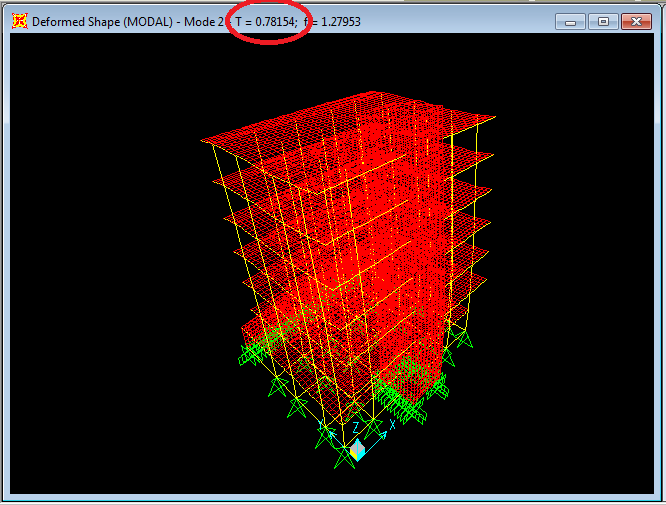 Deformed Shape (MODAL) - Mode 2 - T = 0.78154; f = 1.27953
Z
X